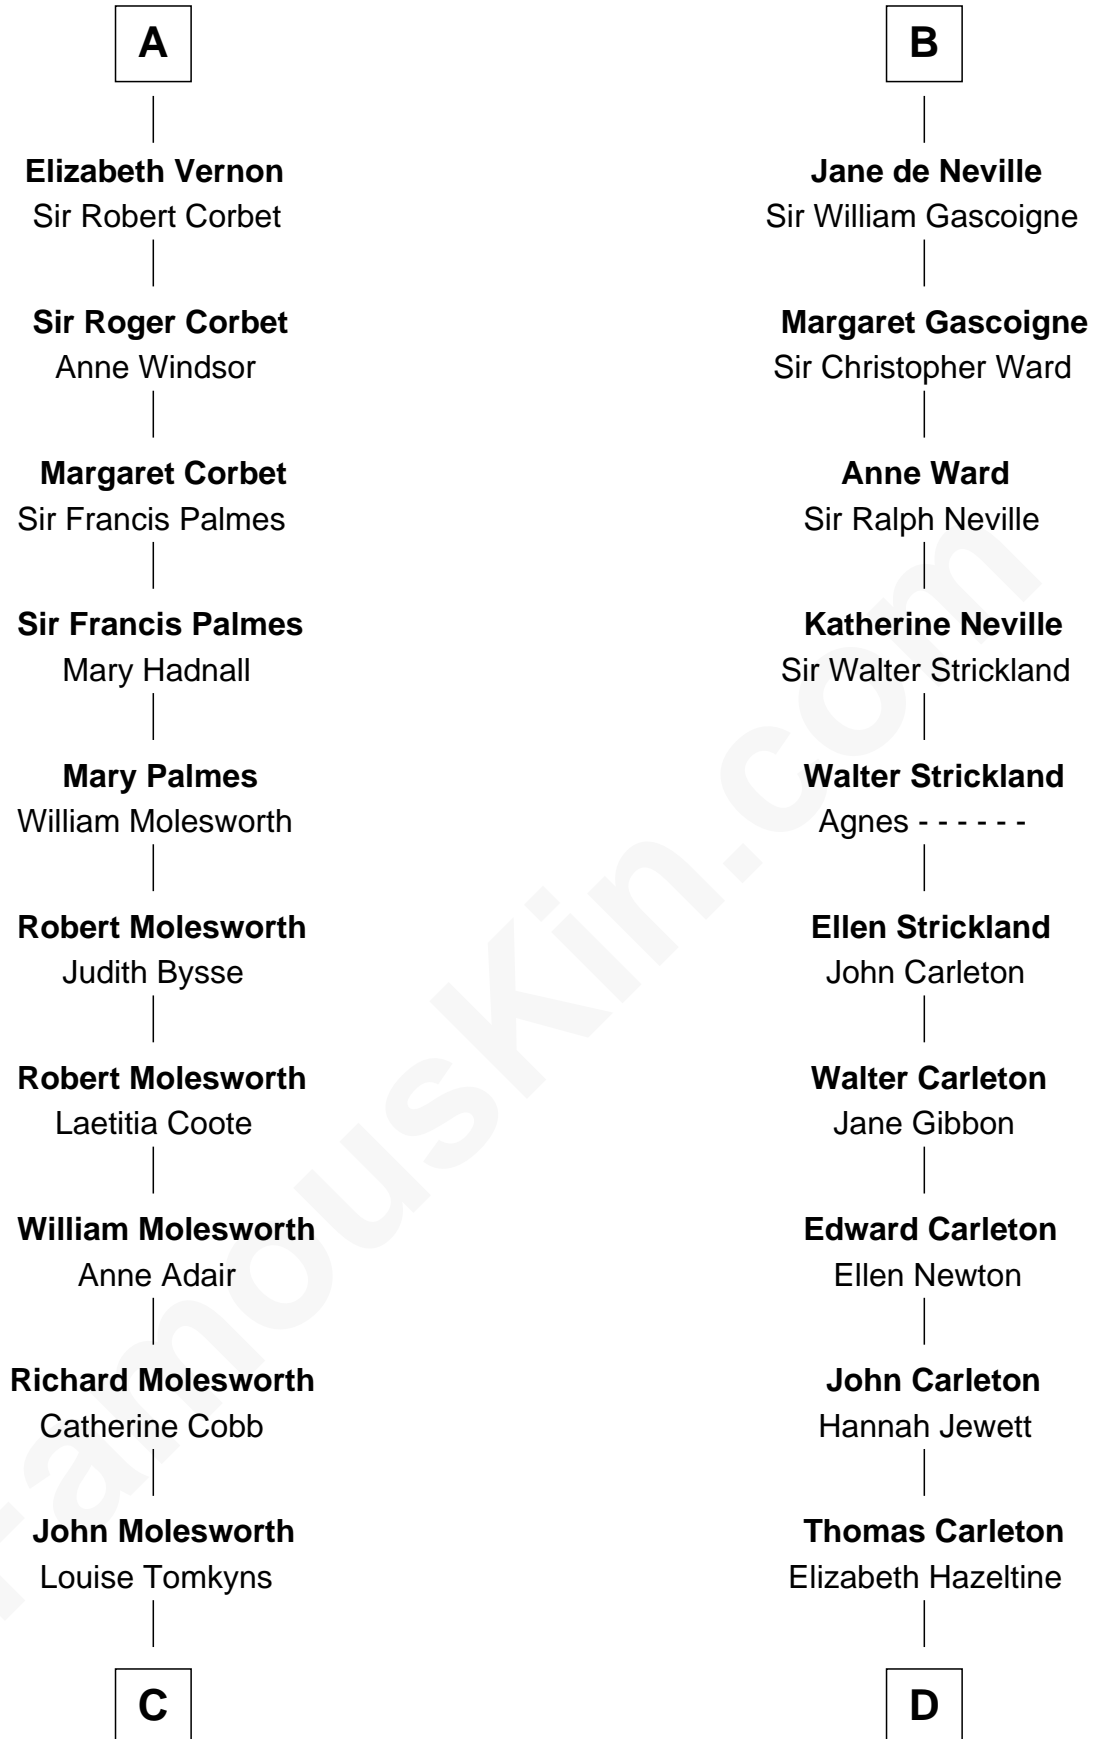 A
Elizabeth Vernon
Sir Robert Corbet
Sir Roger Corbet
Anne Windsor
Margaret Corbet
Sir Francis Palmes
Sir Francis Palmes
Mary Hadnall
Mary Palmes
William Molesworth
Robert Molesworth
Judith Bysse
Robert Molesworth
Laetitia Coote
William Molesworth
Anne Adair
Richard Molesworth
Catherine Cobb
John Molesworth
Louise Tomkyns
C
B
Jane de Neville
Sir William Gascoigne
Margaret Gascoigne
Sir Christopher Ward
Anne Ward
Sir Ralph Neville
Katherine Neville
Sir Walter Strickland
Walter Strickland
Agnes - - - - - -
Ellen Strickland
John Carleton
Walter Carleton
Jane Gibbon
Edward Carleton
Ellen Newton
John Carleton
Hannah Jewett
Thomas Carleton
Elizabeth Hazeltine
D
FamousKin.com